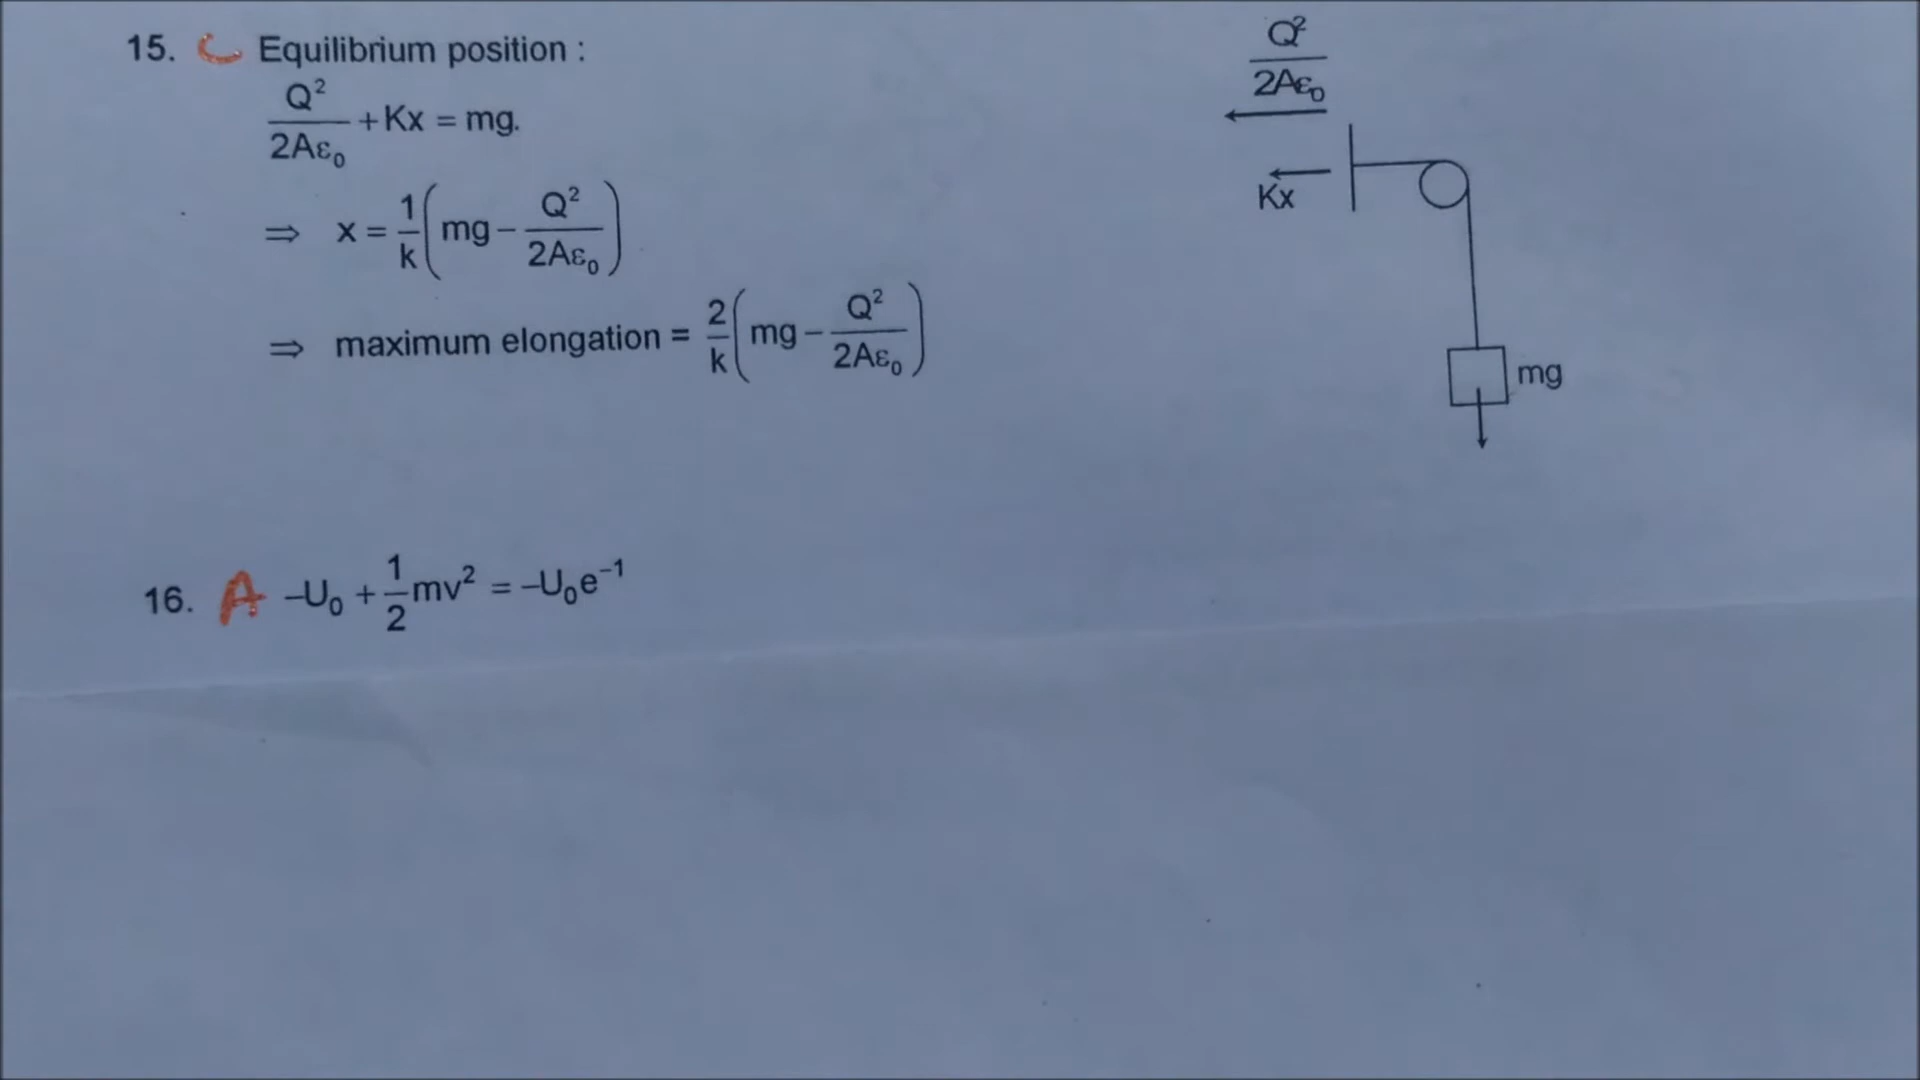 15. C Equilibrium position :
Q²/2Aε₀ + Kx = mg.
⇒ x = 1/k ( mg – Q²/2Aε₀ )
⇒ maximum elongation = 2/k ( mg – Q²/2Aε₀ )
Q²/2Aε₀
Kx
mg
16. A –U₀ + 1/2 mv² = –U₀e⁻¹